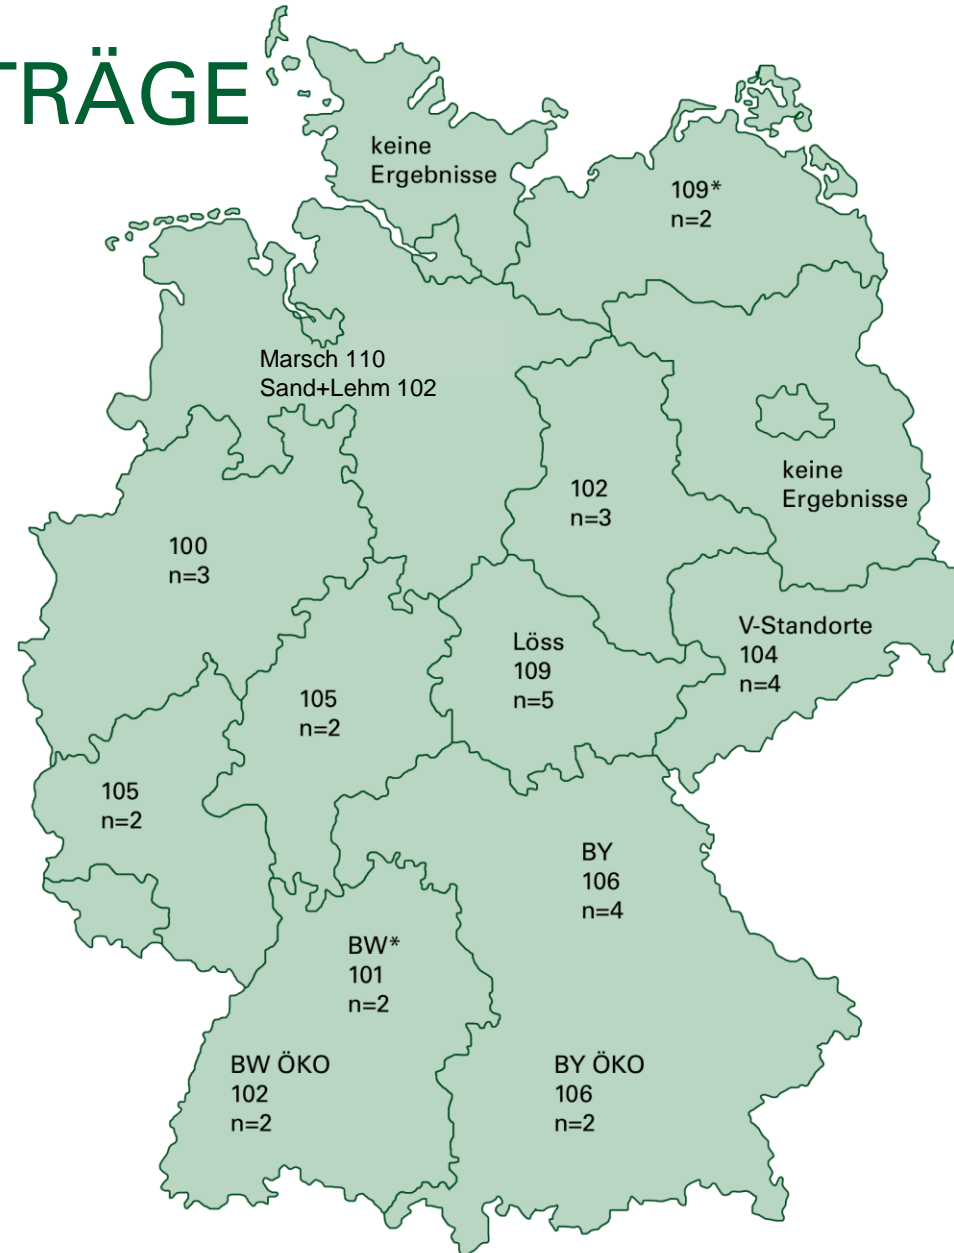 TRÄGE
keine
Ergebnisse
109*
n=2
Marsch 110
Sand+Lehm 102
keine
Ergebnisse
102
n=3
100
n=3
V-Standorte
104
n=4
Löss
109
n=5
105
n=2
105
n=2
BY
106
n=4
BW*
101
n=2
BW ÖKO
102
n=2
BY ÖKO
106
n=2